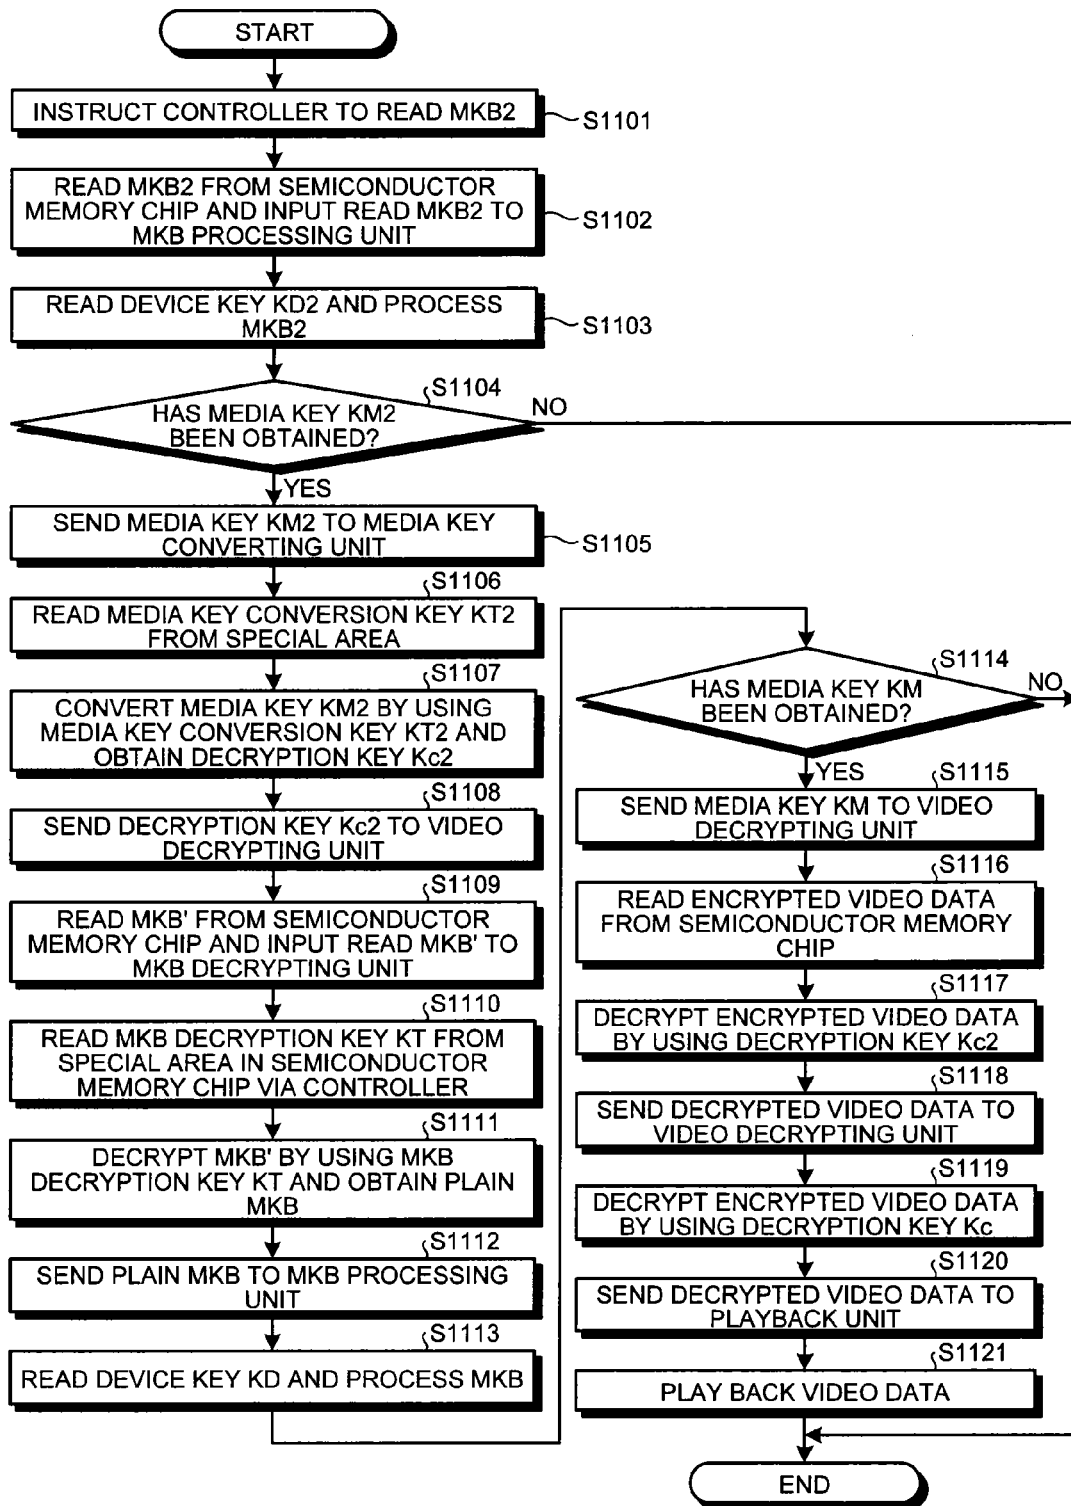 START
INSTRUCT CONTROLLER TO READ MKB2
S1101
READ MKB2 FROM SEMICONDUCTOR
MEMORY CHIP AND INPUT READ MKB2 TO
MKB PROCESSING UNIT
S1102
READ DEVICE KEY KD2 AND PROCESS
MKB2
S1103
S1104
HAS MEDIA KEY KM2
BEEN OBTAINED?
NO
YES
SEND MEDIA KEY KM2 TO MEDIA KEY
CONVERTING UNIT
S1105
S1106
READ MEDIA KEY CONVERSION KEY KT2
FROM SPECIAL AREA
S1107
CONVERT MEDIA KEY KM2 BY USING
MEDIA KEY CONVERSION KEY KT2 AND
OBTAIN DECRYPTION KEY Kc2
S1108
SEND DECRYPTION KEY Kc2 TO VIDEO
DECRYPTING UNIT
S1109
READ MKB' FROM SEMICONDUCTOR
MEMORY CHIP AND INPUT READ MKB' TO
MKB DECRYPTING UNIT
S1110
READ MKB DECRYPTION KEY KT FROM
SPECIAL AREA IN SEMICONDUCTOR
MEMORY CHIP VIA CONTROLLER
S1111
DECRYPT MKB' BY USING MKB
DECRYPTION KEY KT AND OBTAIN PLAIN
MKB
S1112
SEND PLAIN MKB TO MKB PROCESSING
UNIT
S1113
READ DEVICE KEY KD AND PROCESS MKB
S1114
HAS MEDIA KEY KM
BEEN OBTAINED?
NO
YES
S1115
SEND MEDIA KEY KM TO VIDEO
DECRYPTING UNIT
S1116
READ ENCRYPTED VIDEO DATA
FROM SEMICONDUCTOR MEMORY
CHIP
S1117
DECRYPT ENCRYPTED VIDEO DATA
BY USING DECRYPTION KEY Kc2
S1118
SEND DECRYPTED VIDEO DATA TO
VIDEO DECRYPTING UNIT
S1119
DECRYPT ENCRYPTED VIDEO DATA
BY USING DECRYPTION KEY Kc
S1120
SEND DECRYPTED VIDEO DATA TO
PLAYBACK UNIT
S1121
PLAY BACK VIDEO DATA
END